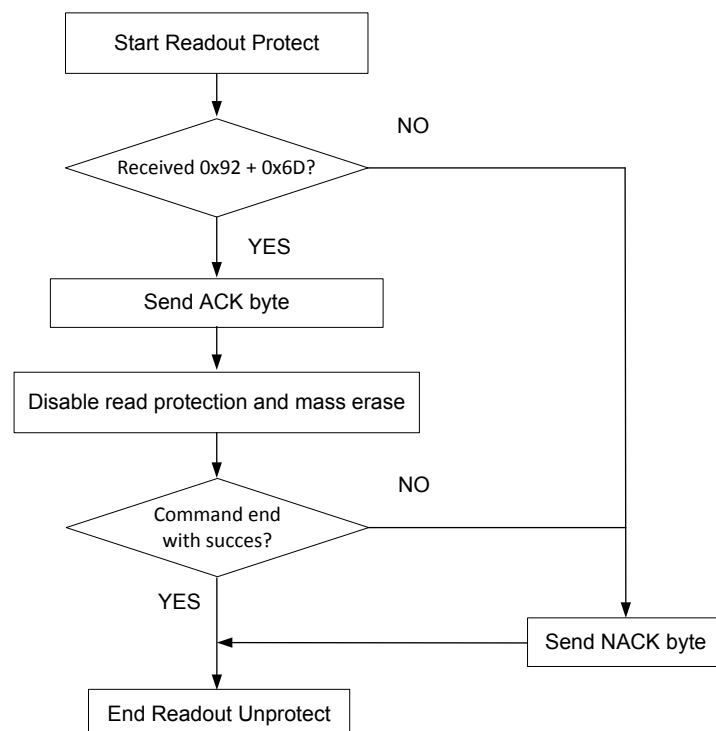 Start Readout Protect
NO
Received 0x92 + 0x6D?
YES
Send ACK byte
Disable read protection and mass erase
NO
Command end
with succes?
YES
Send NACK byte
End Readout Unprotect